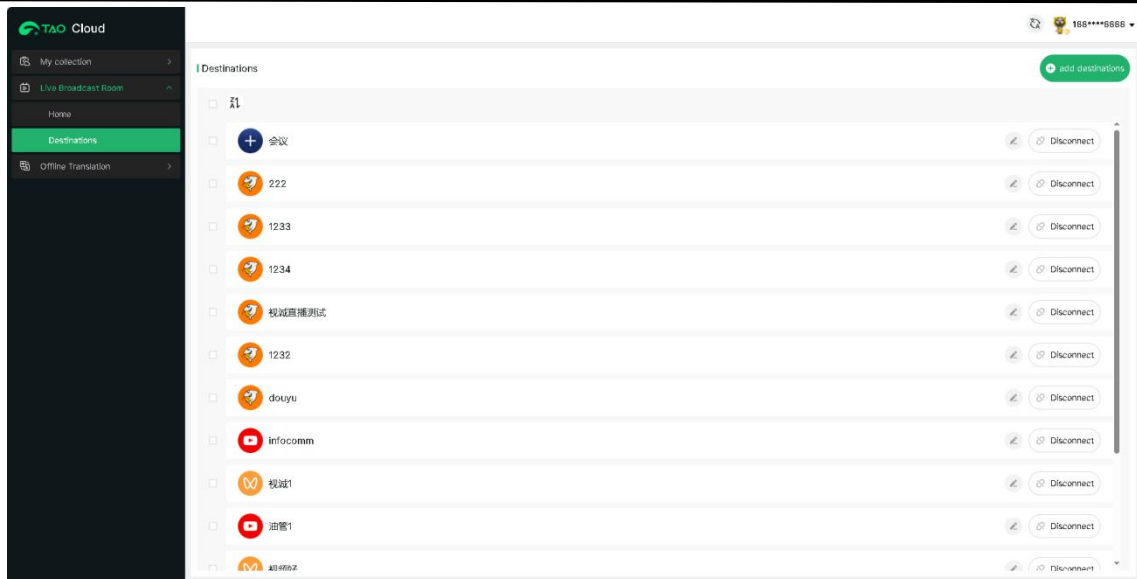 TAO Cloud
188****8888
My collection
Live Broadcast Room
Home
Destinations
Offline Translation
Destinations
add destinations
会议
Disconnect
222
Disconnect
1233
Disconnect
1234
Disconnect
视诚直播测试
Disconnect
1232
Disconnect
douyu
Disconnect
infocomm
Disconnect
视诚1
Disconnect
油管1
Disconnect
Disconnect